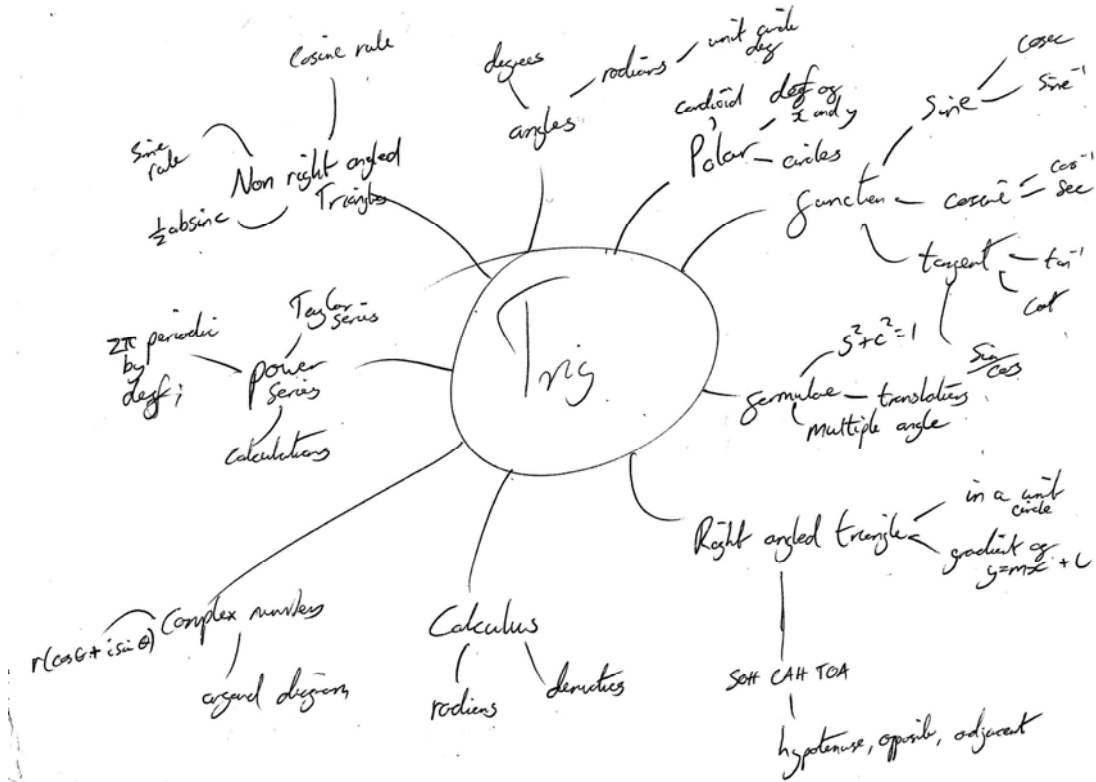 Cosine rule
Sine
rule
Non right angled
Triangles
½absinc
degrees
radians
unit circle
def
angles
cardioid
def of
x and y
Polar
circles
cosec
sine⁻¹
Sine
function
cosine
cos⁻¹
sec
tangent
tan⁻¹
cot
sin/cos
Taylor
series
2π periodic
by
def;
power
series
calculations
Trig
s²+c²=1
formulae
translations
multiple angle
Right angled triangle
in a unit
circle
gradient of
y=mx+c
SOH CAH TOA
hypotenuse, opposite, adjacent
Complex numbers
r(cosθ+isinθ)
argand diagram
Calculus
radians